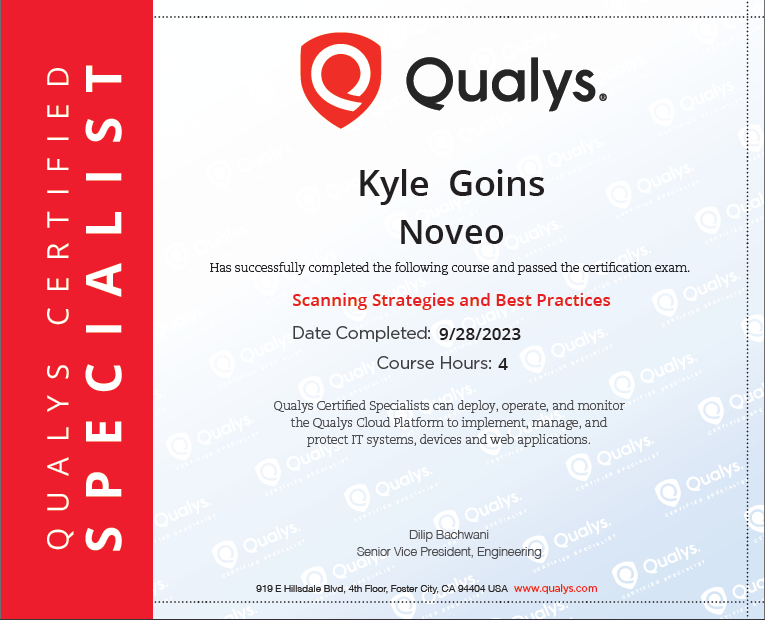 QUALYS CERTIFIED
SPECIALIST
Qualys.®
Kyle Goins
Noveo
Has successfully completed the following course and passed the certification exam.
Scanning Strategies and Best Practices
Date Completed: 9/28/2023
Course Hours: 4
Qualys Certified Specialists can deploy, operate, and monitor
the Qualys Cloud Platform to implement, manage, and
protect IT systems, devices and web applications.
Dilip Bachwani
Senior Vice President, Engineering
919 E Hillsdale Blvd, 4th Floor, Foster City, CA 94404 USA www.qualys.com